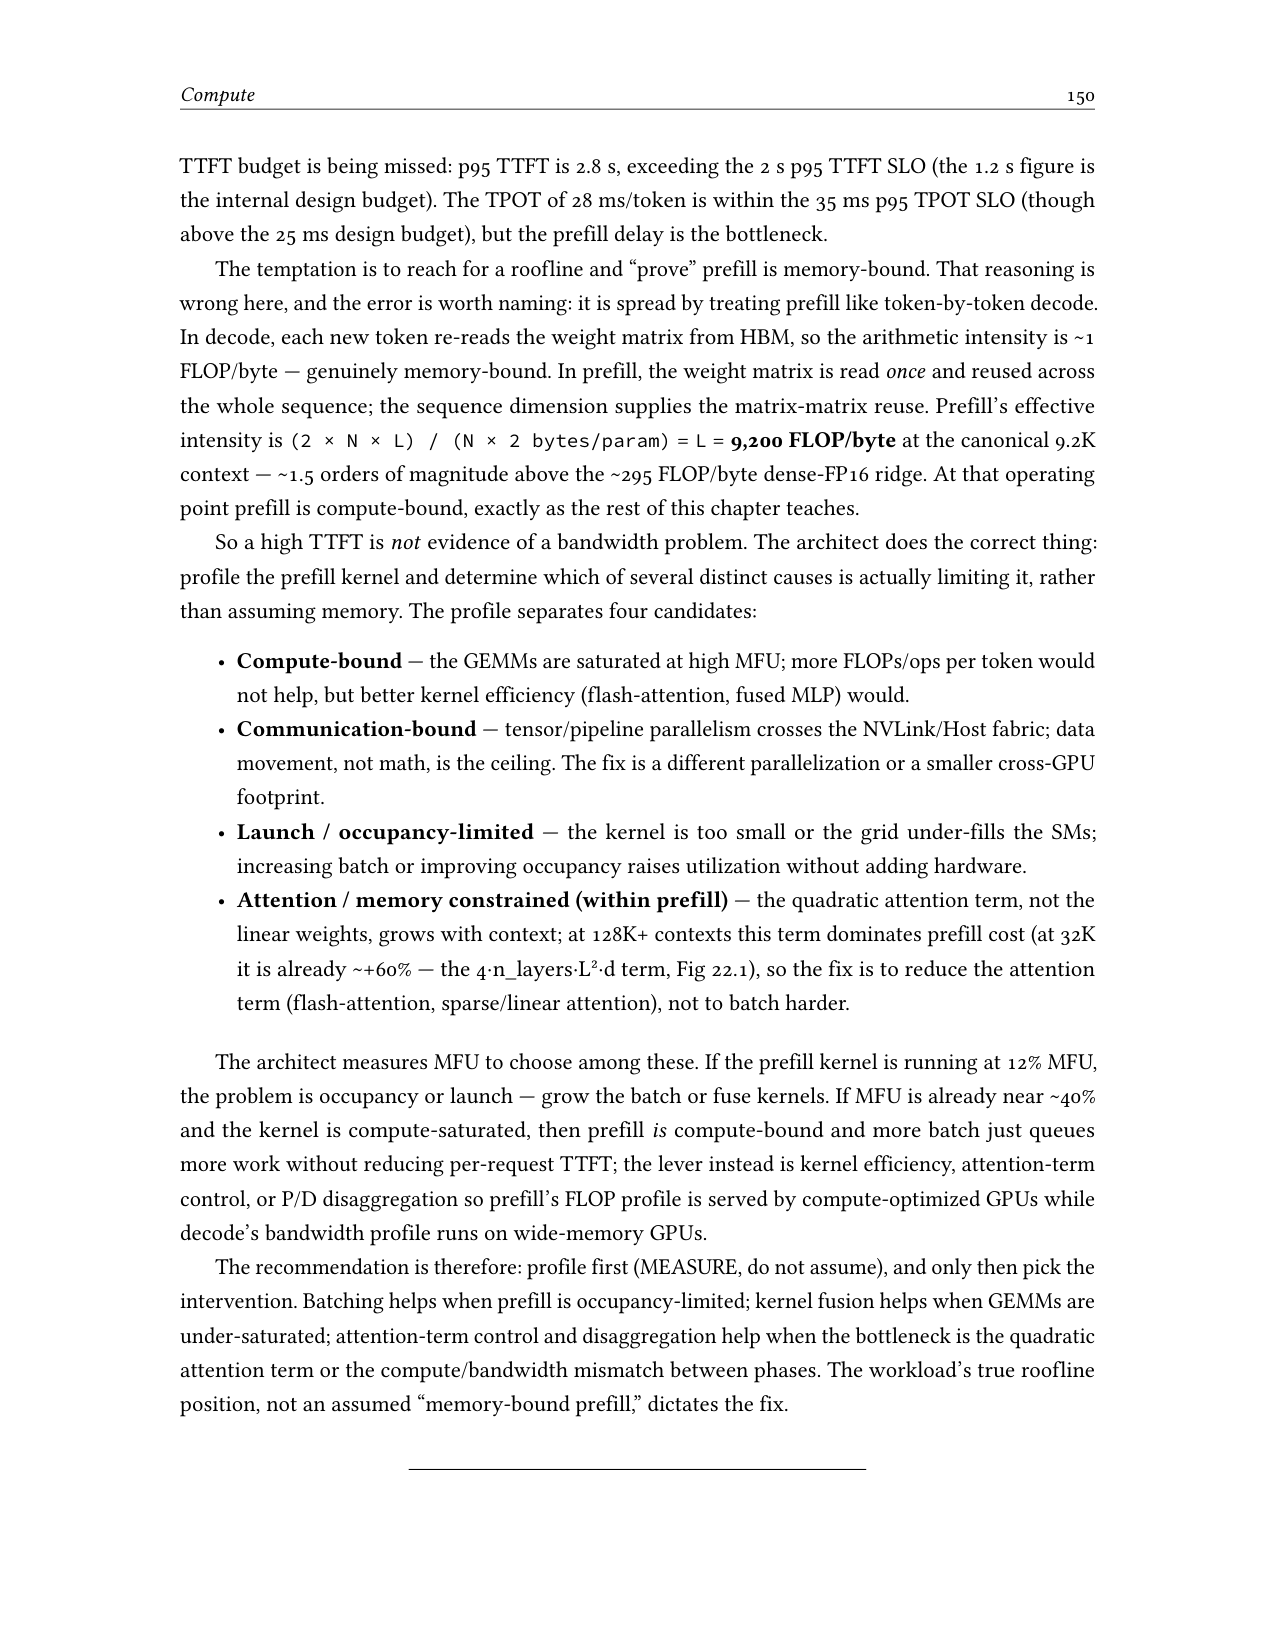 Compute 150
TTFT budget is being missed: p95 TTFT is 2.8 s, exceeding the 2 s p95 TTFT SLO (the 1.2 s figure is
the internal design budget). The TPOT of 28 ms/token is within the 35 ms p95 TPOT SLO (though
above the 25 ms design budget), but the prefill delay is the bottleneck.
The temptation is to reach for a roofline and “prove” prefill is memory-bound. That reasoning is
wrong here, and the error is worth naming: it is spread by treating prefill like token-by-token decode.
In decode, each new token re-reads the weight matrix from HBM, so the arithmetic intensity is ~1
FLOP/byte — genuinely memory-bound. In prefill, the weight matrix is read once and reused across
the whole sequence; the sequence dimension supplies the matrix-matrix reuse. Prefill’s effective
intensity is (2 × N × L) / (N × 2 bytes/param) = L = 9,200 FLOP/byte at the canonical 9.2K
context — ~1.5 orders of magnitude above the ~295 FLOP/byte dense-FP16 ridge. At that operating
point prefill is compute-bound, exactly as the rest of this chapter teaches.
So a high TTFT is not evidence of a bandwidth problem. The architect does the correct thing:
profile the prefill kernel and determine which of several distinct causes is actually limiting it, rather
than assuming memory. The profile separates four candidates:
• Compute-bound — the GEMMs are saturated at high MFU; more FLOPs/ops per token would
not help, but better kernel efficiency (flash-attention, fused MLP) would.
• Communication-bound — tensor/pipeline parallelism crosses the NVLink/Host fabric; data
movement, not math, is the ceiling. The fix is a different parallelization or a smaller cross-GPU
footprint.
• Launch / occupancy-limited — the kernel is too small or the grid under-fills the SMs;
increasing batch or improving occupancy raises utilization without adding hardware.
• Attention / memory constrained (within prefill) — the quadratic attention term, not the
linear weights, grows with context; at 128K+ contexts this term dominates prefill cost (at 32K
it is already ~+60% — the 4·n_layers·L²·d term, Fig 22.1), so the fix is to reduce the attention
term (flash-attention, sparse/linear attention), not to batch harder.
The architect measures MFU to choose among these. If the prefill kernel is running at 12% MFU,
the problem is occupancy or launch — grow the batch or fuse kernels. If MFU is already near ~40%
and the kernel is compute-saturated, then prefill is compute-bound and more batch just queues
more work without reducing per-request TTFT; the lever instead is kernel efficiency, attention-term
control, or P/D disaggregation so prefill’s FLOP profile is served by compute-optimized GPUs while
decode’s bandwidth profile runs on wide-memory GPUs.
The recommendation is therefore: profile first (MEASURE, do not assume), and only then pick the
intervention. Batching helps when prefill is occupancy-limited; kernel fusion helps when GEMMs are
under-saturated; attention-term control and disaggregation help when the bottleneck is the quadratic
attention term or the compute/bandwidth mismatch between phases. The workload’s true roofline
position, not an assumed “memory-bound prefill,” dictates the fix.